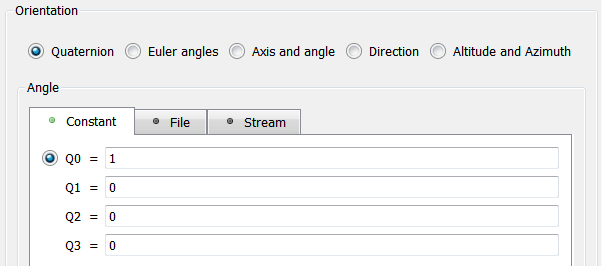 Orientation
Quaternion Euler angles Axis and angle Direction Altitude and Azimuth
Angle
Constant File Stream
Q0 = 1
Q1 = 0
Q2 = 0
Q3 = 0